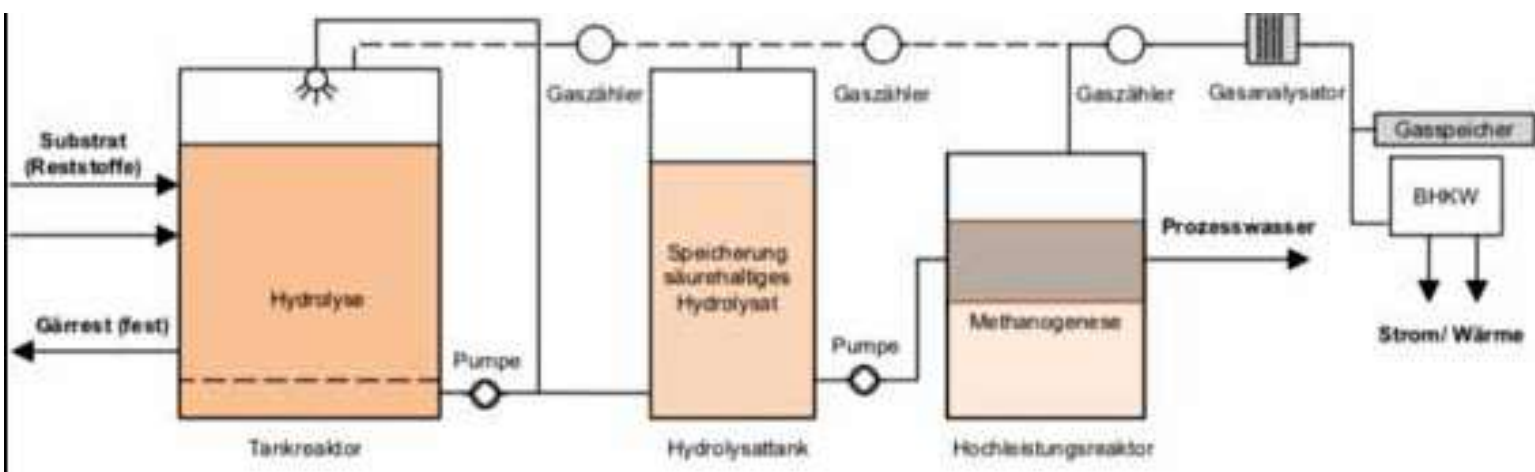 Gaszähler
Gaszähler
Gaszähler
Gasanalysator
Gasspeicher
BHKW
Substrat
(Reststoffe)
Prozesswasser
Speicherung
säurehaltiges
Hydrolysat
Hydrolyse
Gärrest (fest)
Methanogenese
Strom/ Wärme
Pumpe
Pumpe
Tankreaktor
Hydrolysattank
Hochleistungsreaktor